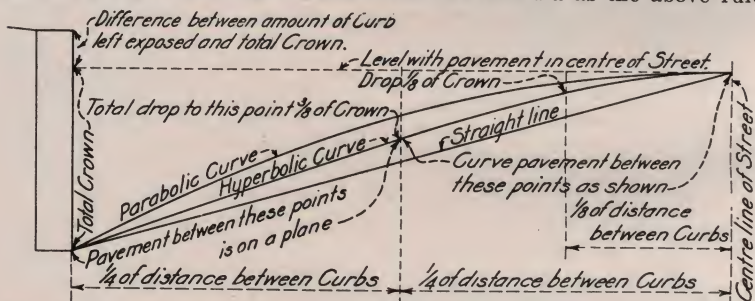 as the above
Difference between amount of Curb
left exposed and total Crown.
Level with pavement in centre of Street.
Drop 1/8 of Crown
Total drop to this point 3/8 of Crown
Straight line
Parabolic Curve
Hyperbolic Curve
Curve pavement between
these points as shown
Total Crown
Pavement between these points
is on a plane
1/8 of distance
between Curbs
Centre line of Street
1/4 of distance between Curbs
1/4 of distance between Curbs